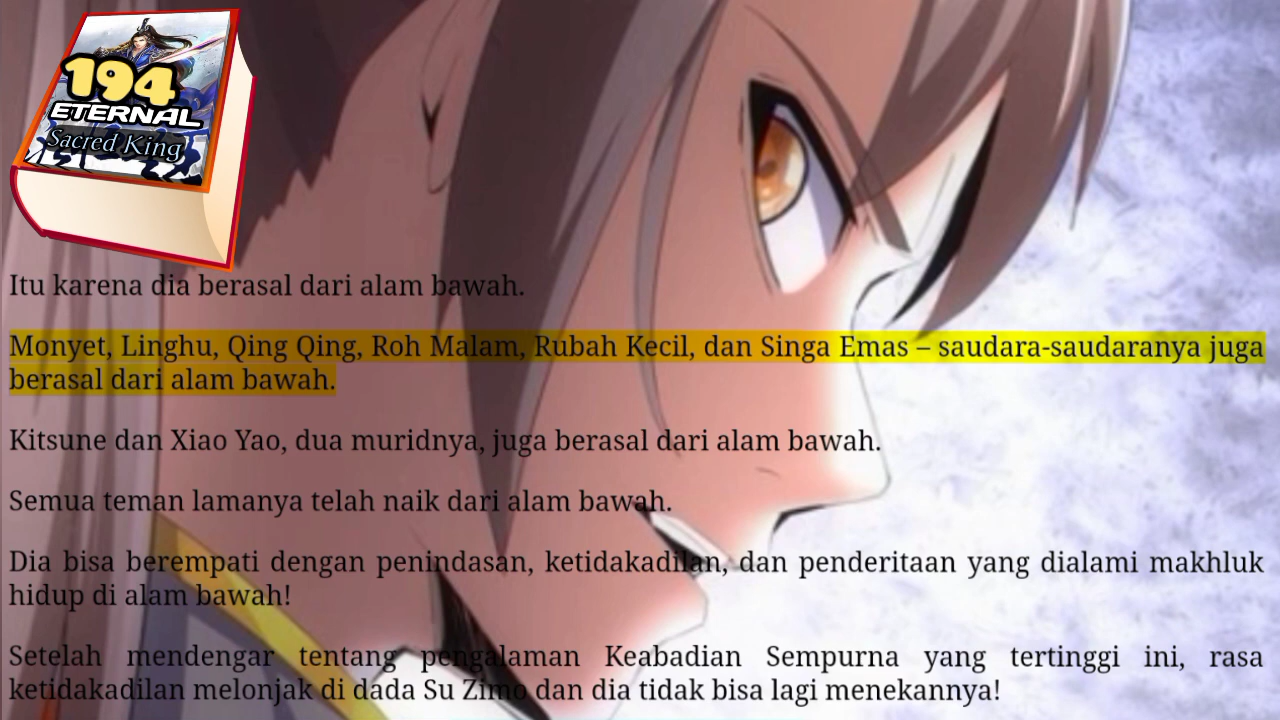 194
ETERNAL
Sacred King
Itu karena dia berasal dari alam bawah.
Monyet, Linghu, Qing Qing, Roh Malam, Rubah Kecil, dan Singa Emas – saudara-saudaranya juga
berasal dari alam bawah.
Kitsune dan Xiao Yao, dua muridnya, juga berasal dari alam bawah.
Semua teman lamanya telah naik dari alam bawah.
Dia bisa berempati dengan penindasan, ketidakadilan, dan penderitaan yang dialami makhluk
hidup di alam bawah!
Setelah mendengar tentang pengalaman Keabadian Sempurna yang tertinggi ini, rasa
ketidakadilan melonjak di dada Su Zimo dan dia tidak bisa lagi menekannya!